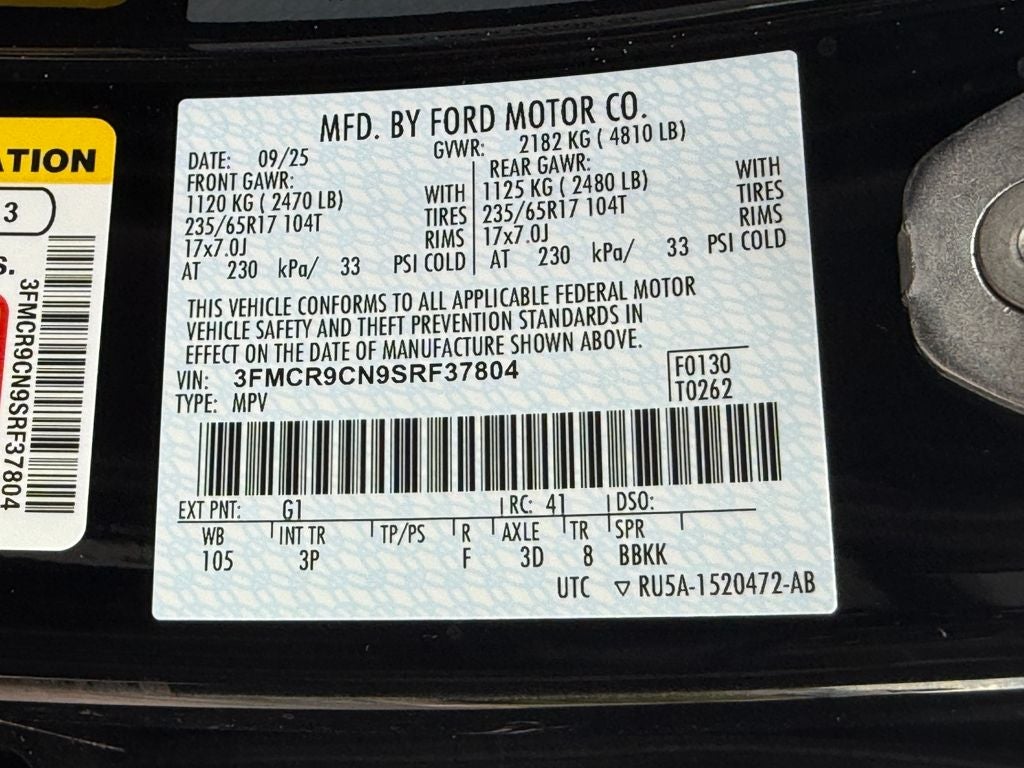 MFD. BY FORD MOTOR CO.
DATE: 09/25 GVWR: 2182 KG ( 4810 LB)
FRONT GAWR: REAR GAWR:
1120 KG ( 2470 LB) WITH 1125 KG ( 2480 LB) WITH
235/65R17 104T TIRES 235/65R17 104T TIRES
17x7.0J RIMS 17x7.0J RIMS
AT 230 kPa/ 33 PSI COLD AT 230 kPa/ 33 PSI COLD
THIS VEHICLE CONFORMS TO ALL APPLICABLE FEDERAL MOTOR
VEHICLE SAFETY AND THEFT PREVENTION STANDARDS IN
EFFECT ON THE DATE OF MANUFACTURE SHOWN ABOVE.
VIN: 3FMCR9CN9SRF37804 F0130
TYPE: MPV T0262
EXT PNT: G1 RC: 41 DSO:
WB INT TR TP/PS R AXLE TR SPR
105 3P F 3D 8 BBKK
UTC ▽ RU5A-1520472-AB
ATION
3
S.
3FMCR9CN9SRF37804